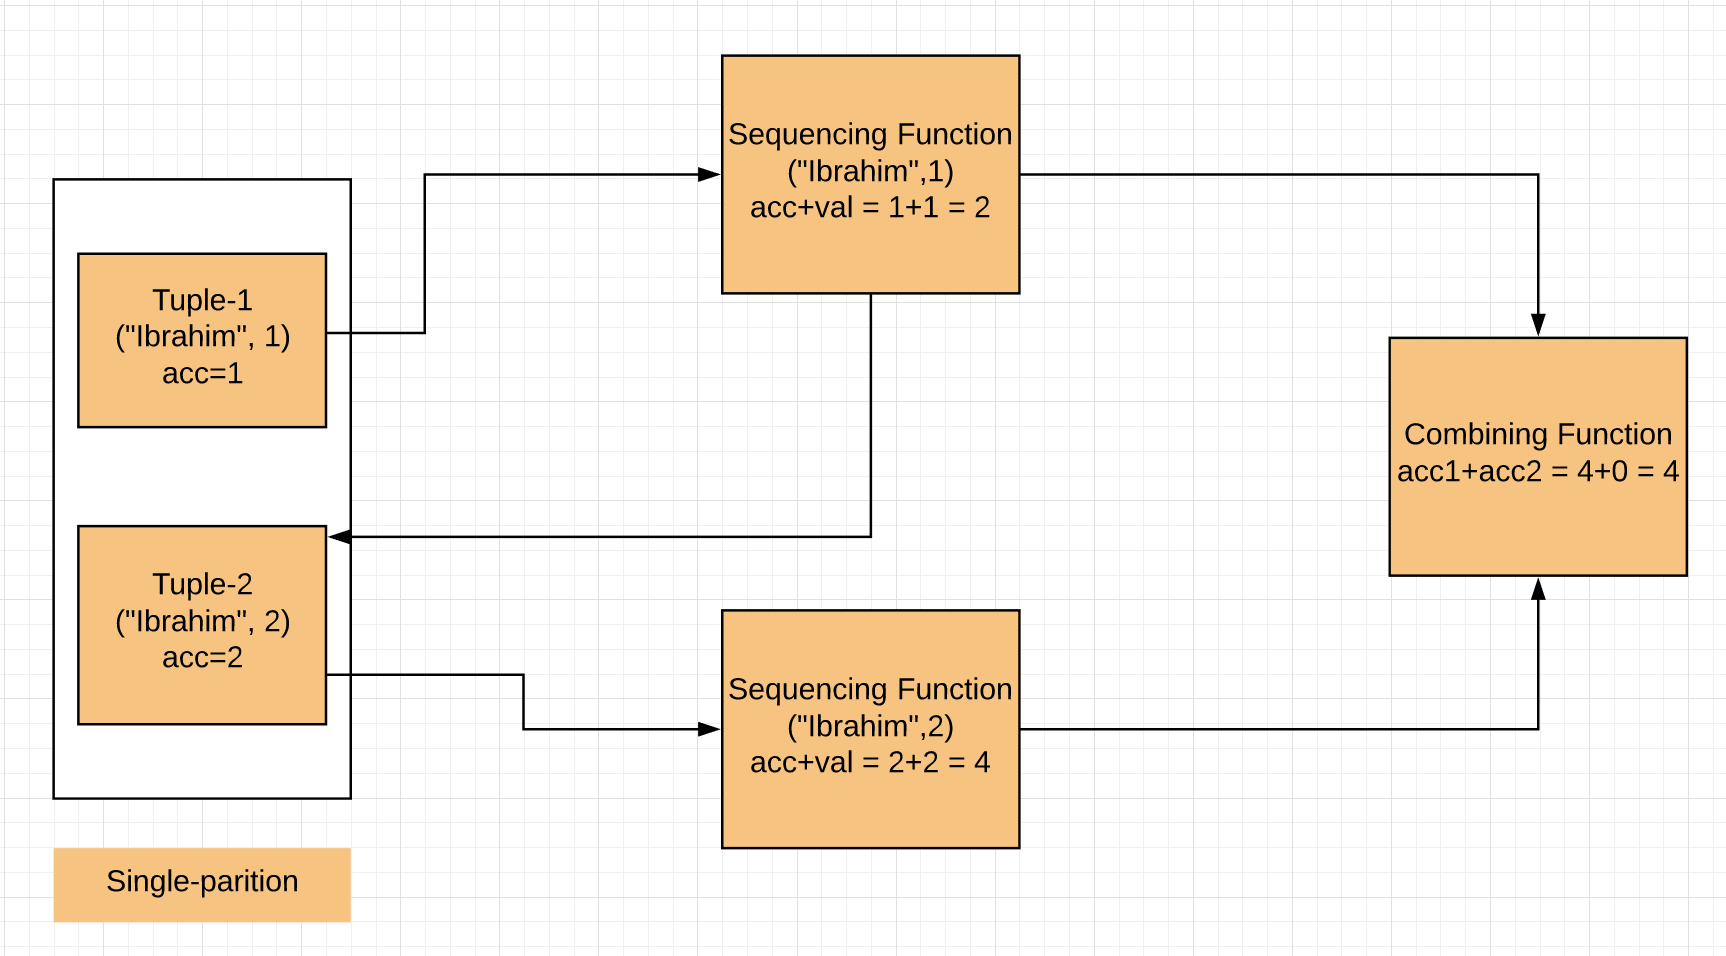 Sequencing Function
("Ibrahim",1)
acc+val = 1+1 = 2
Tuple-1
("Ibrahim", 1)
acc=1
Combining Function
acc1+acc2 = 4+0 = 4
Tuple-2
("Ibrahim", 2)
acc=2
Sequencing Function
("Ibrahim",2)
acc+val = 2+2 = 4
Single-parition